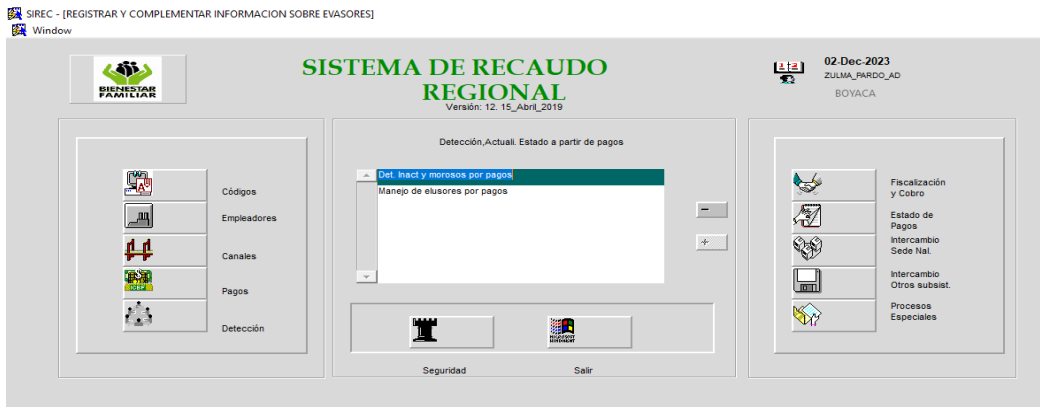 SIREC - [REGISTRAR Y COMPLEMENTAR INFORMACION SOBRE EVASORES]
Window
BIENESTAR
FAMILIAR
SISTEMA DE RECAUDO
REGIONAL
Versión: 12. 15_Abril_2019
02-Dec-2023
ZULMA_PARDO_AD
BOYACA
Códigos
Empleadores
Canales
Pagos
Detección
Detección,Actuali. Estado a partir de pagos
Det. Inact y morosos por pagos
Manejo de elusores por pagos
Seguridad
Salir
Fiscalización
y Cobro
Estado de
Pagos
Intercambio
Sede Nal.
Intercambio
Otros subsist.
Procesos
Especiales